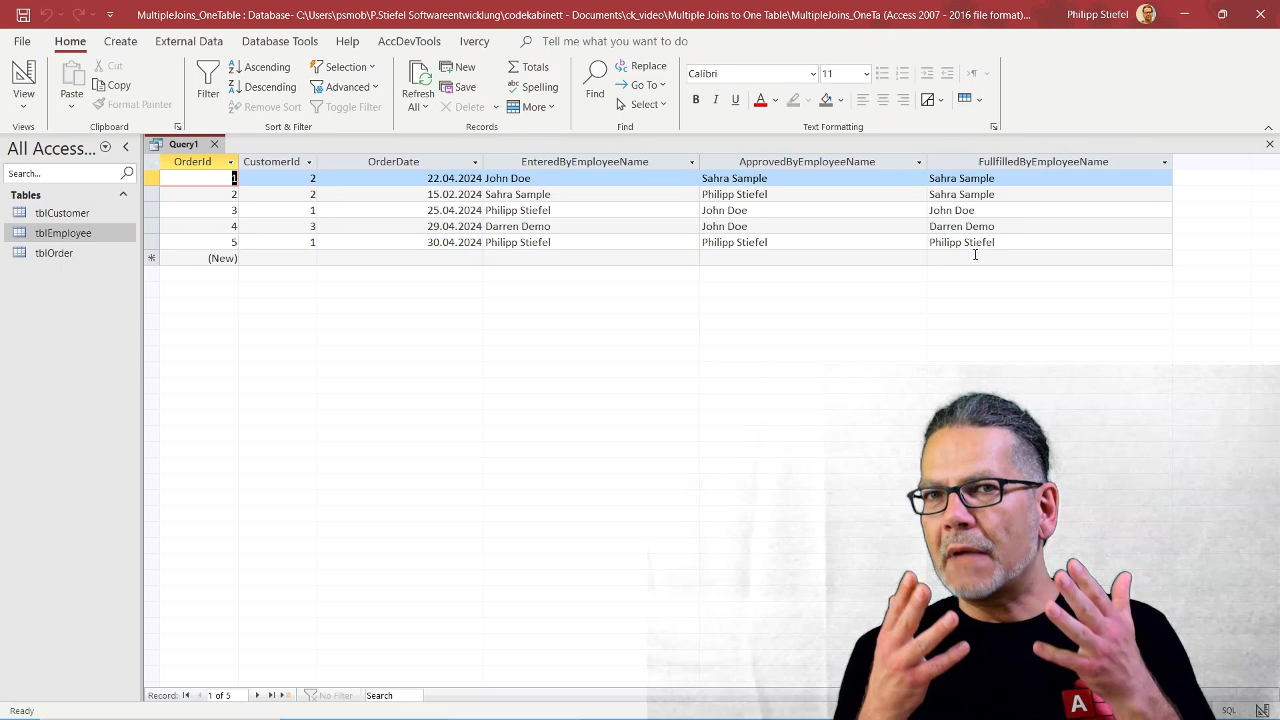 MultipleJoins_OneTable : Database- C:\Users\psmob\P.Stiefel Softwareentwicklung\codekabinett - Documents\ck_video\Multiple Joins to One Table\MultipleJoins_OneTa (Access 2007 - 2016 file format)... Philipp Stiefel
File Home Create External Data Database Tools Help AccDevTools Ivercy Tell me what you want to do
View Views
Paste Cut Copy Format Painter Clipboard
Filter Ascending Descending Remove Sort Selection Advanced Toggle Filter Sort & Filter
Refresh All New Save Delete Totals Spelling More Records
Find Replace Go To Select Find
Calibri 11 B I U A Text Formatting
All Access...
Search...
Tables
tblCustomer
tblEmployee
tblOrder
Query1
OrderId CustomerId OrderDate EnteredByEmployeeName ApprovedByEmployeeName FullfilledByEmployeeName
1 2 22.04.2024 John Doe Sahra Sample Sahra Sample
2 2 15.02.2024 Sahra Sample Philipp Stiefel Sahra Sample
3 1 25.04.2024 Philipp Stiefel John Doe John Doe
4 3 29.04.2024 Darren Demo John Doe Darren Demo
5 1 30.04.2024 Philipp Stiefel Philipp Stiefel Philipp Stiefel
(New)
A
Record: 1 of 5 No Filter Search
Ready SQL